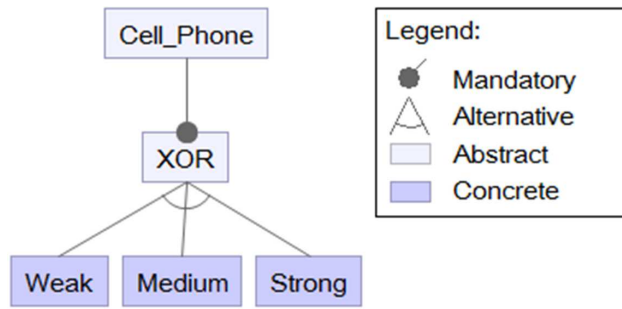 Cell_Phone
XOR
Weak
Medium
Strong
Legend:
Mandatory
Alternative
Abstract
Concrete